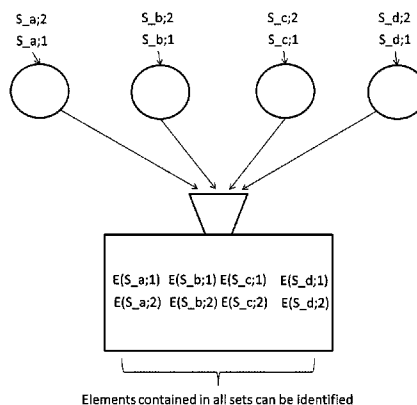 S_a;2 S_b;2 S_c;2 S_d;2
S_a;1 S_b;1 S_c;1 S_d;1
E(S_a;1) E(S_b;1) E(S_c;1) E(S_d;1)
E(S_a;2) E(S_b;2) E(S_c;2) E(S_d;2)
Elements contained in all sets can be identified